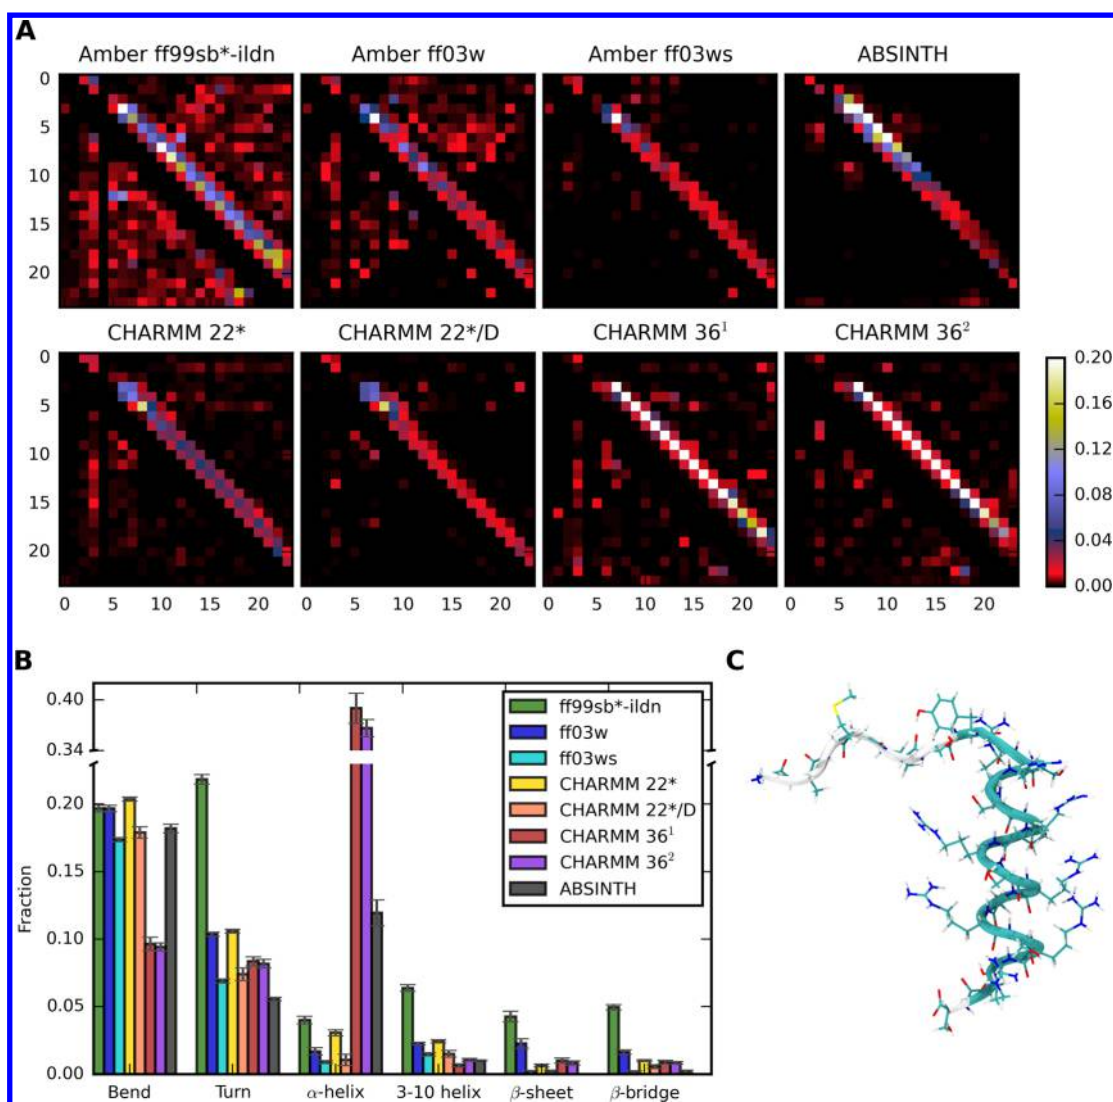 A
Amber ff99sb*-ildn Amber ff03w Amber ff03ws ABSINTH
0
5
10
15
20
CHARMM 22* CHARMM 22*/D CHARMM 36¹ CHARMM 36²
0
5
10
15
20
0 5 10 15 20 0 5 10 15 20 0 5 10 15 20 0 5 10 15 20
0.20
0.16
0.12
0.08
0.04
0.00
B
C
0.40
0.34
0.20
0.15
0.10
0.05
0.00
Fraction
ff99sb*-ildn
ff03w
ff03ws
CHARMM 22*
CHARMM 22*/D
CHARMM 36¹
CHARMM 36²
ABSINTH
Bend Turn α-helix 3-10 helix β-sheet β-bridge